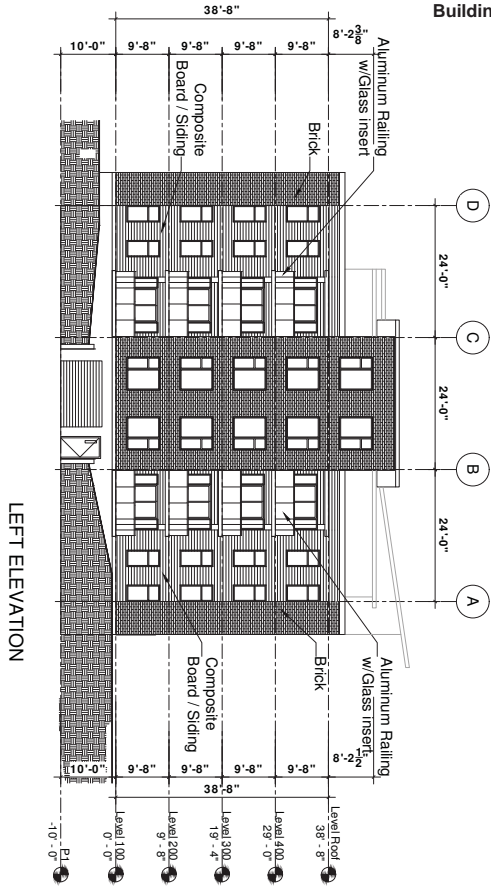 Buildin
38'-8"
10'-0"
9'-8"
9'-8"
9'-8"
9'-8"
8'-2 3/8"
Composite
Board / Siding
Brick
Aluminum Railing
w/Glass insert
D
24'-0"
C
24'-0"
B
24'-0"
A
Composite
Board / Siding
Brick
Aluminum Railing
w/Glass insert
10'-0"
9'-8"
9'-8"
9'-8"
9'-8"
8'-2 1/2"
38'-8"
P1
-10' - 0"
Level 100
0' - 0"
Level 200
9' - 8"
Level 300
19' - 4"
Level 400
29' - 0"
Level Roof
38' - 8"
LEFT ELEVATION